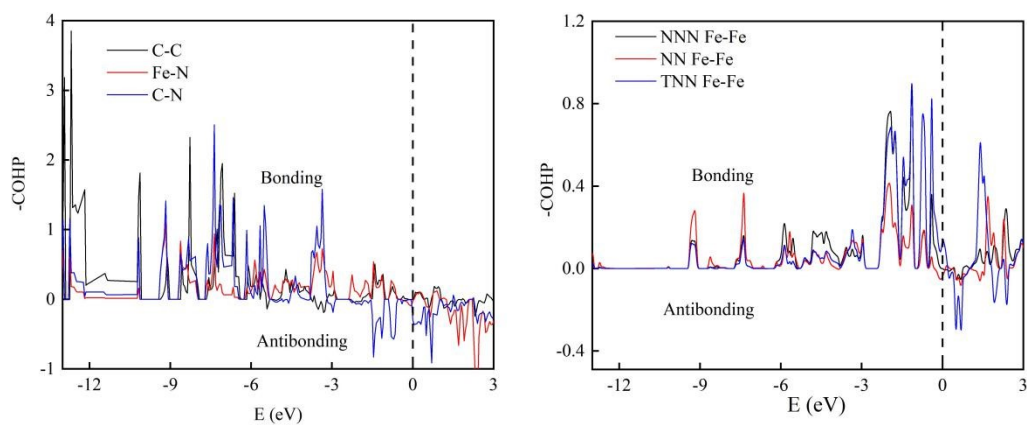 4
3
2
1
0
-1
-COHP
C-C
Fe-N
C-N
Bonding
Antibonding
-12 -9 -6 -3 0 3
E (eV)
1.2
0.8
0.4
0.0
-0.4
-COHP
NNN Fe-Fe
NN Fe-Fe
TNN Fe-Fe
Bonding
Antibonding
-12 -9 -6 -3 0 3
E (eV)